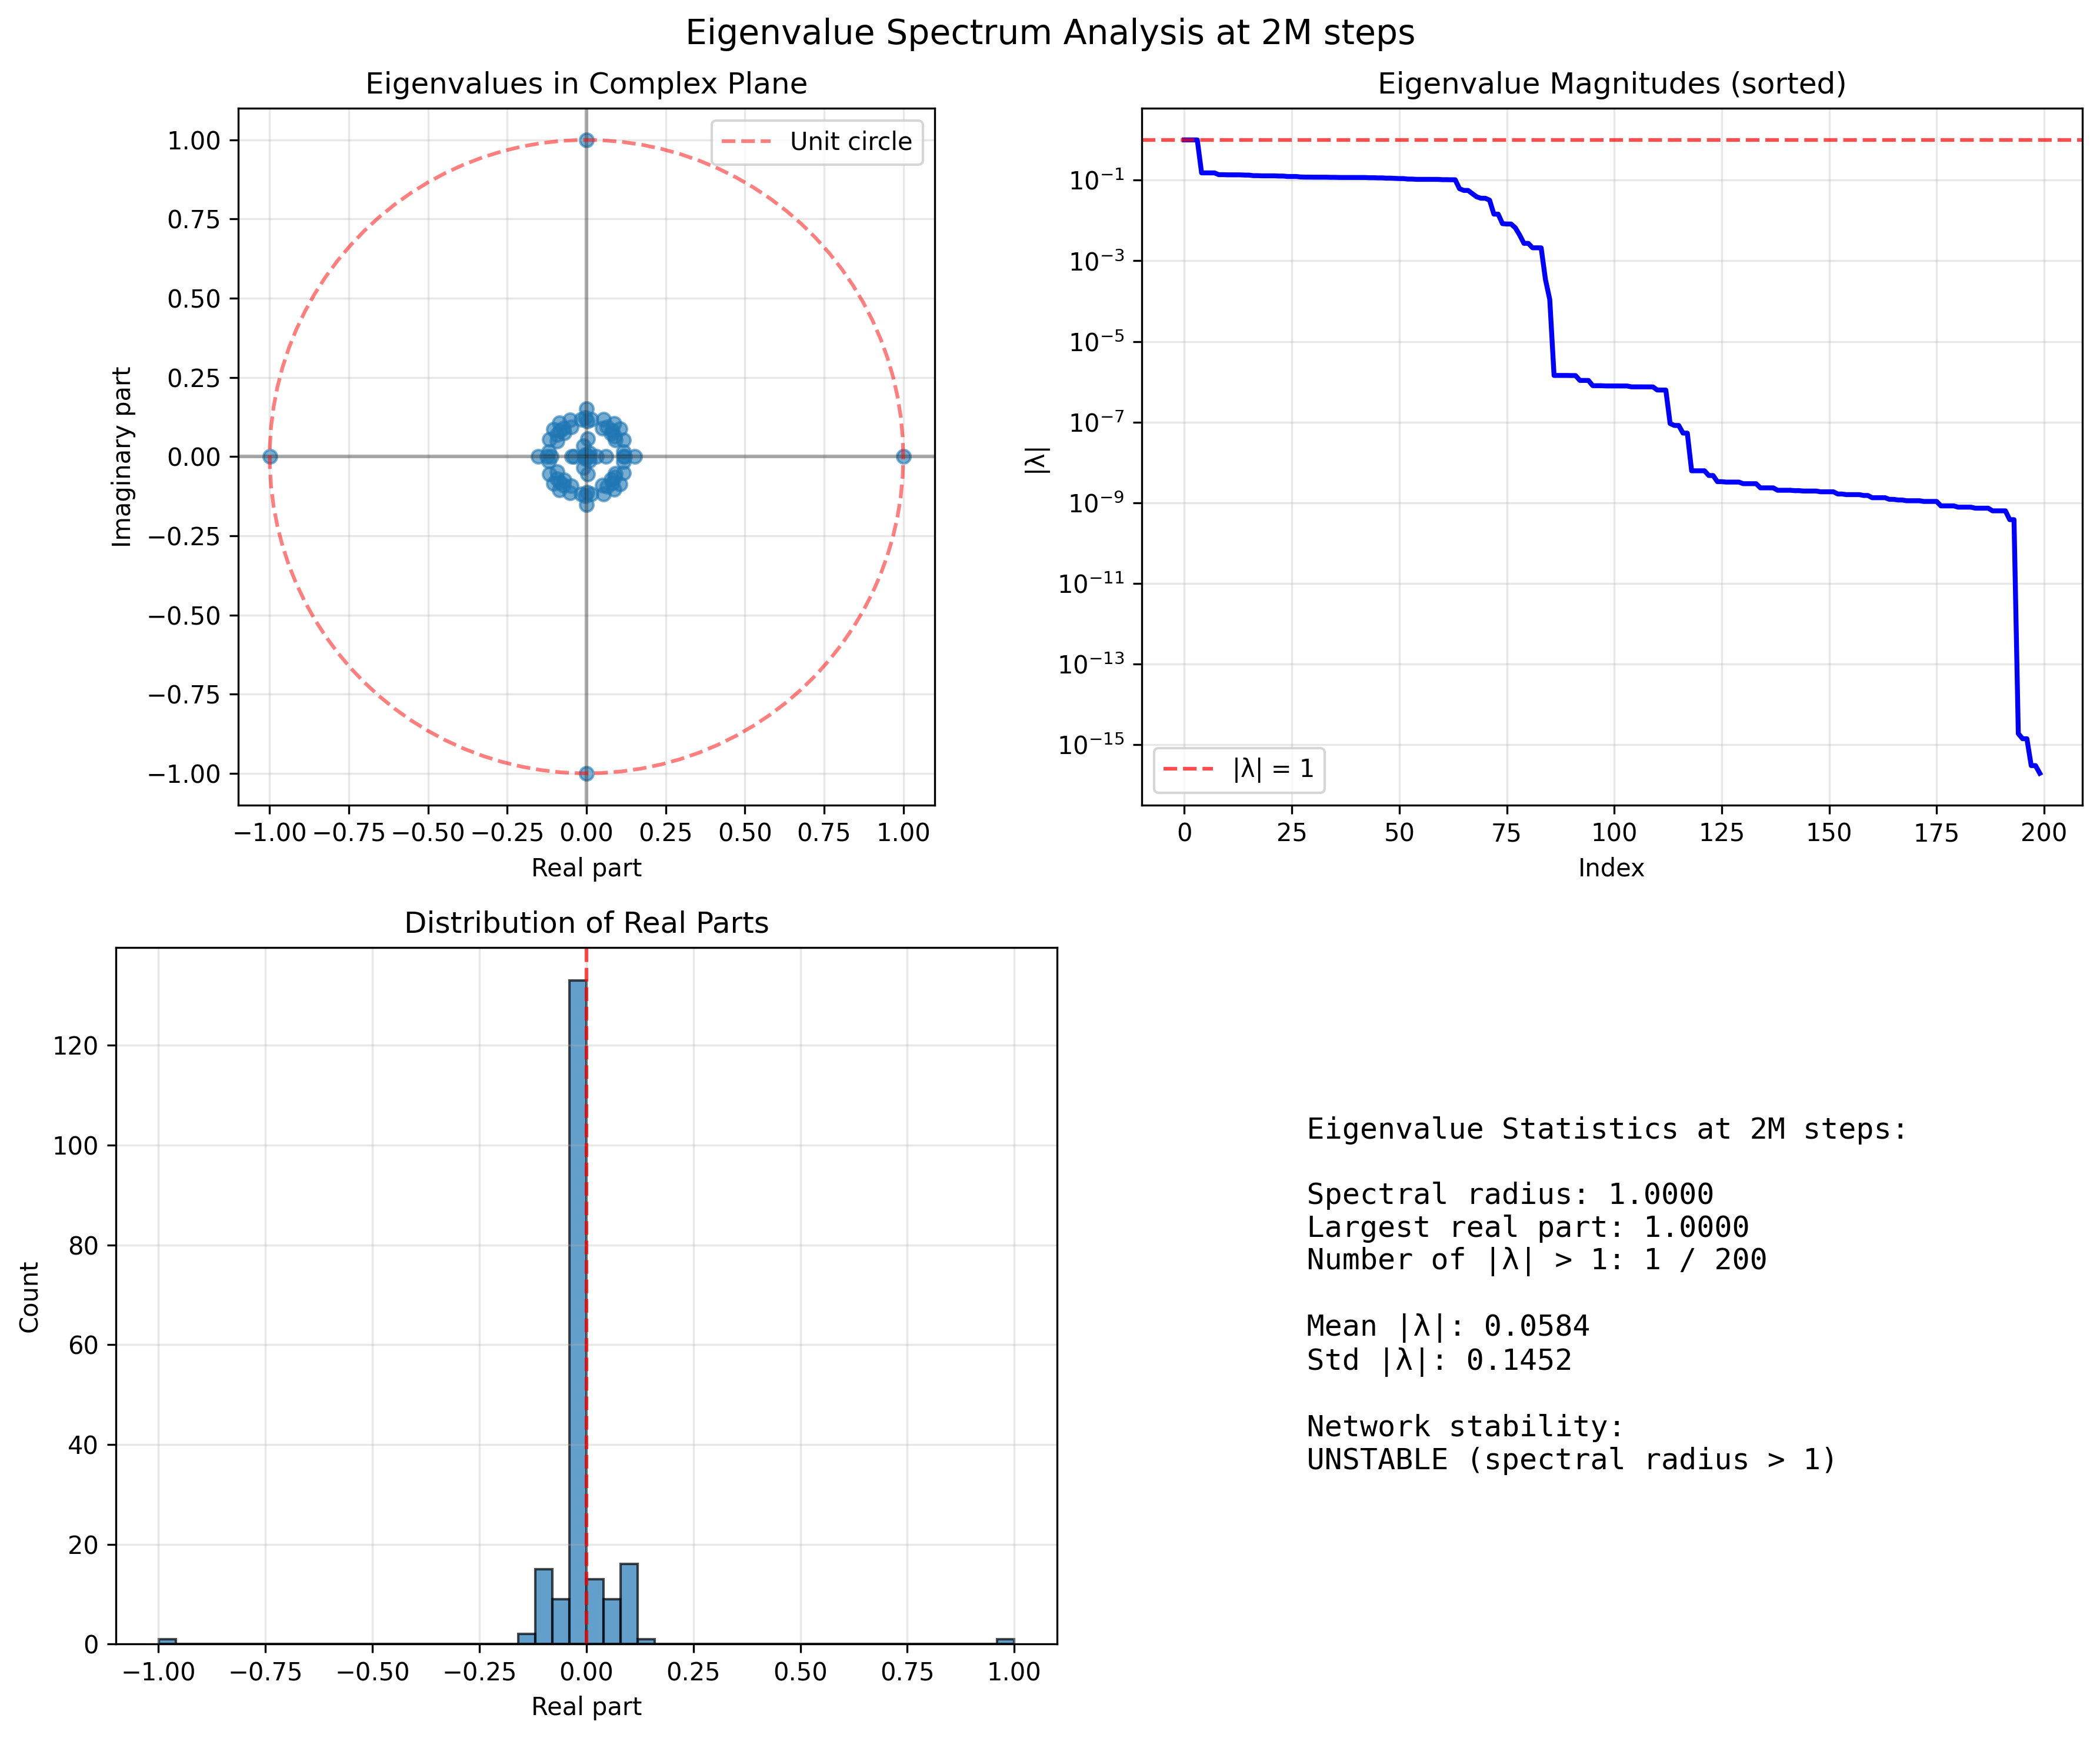 Eigenvalue Spectrum Analysis at 2M steps
Eigenvalues in Complex Plane
1.00
0.75
0.50
0.25
0.00
−0.25
−0.50
−0.75
−1.00
Imaginary part
Unit circle
−1.00 −0.75 −0.50 −0.25 0.00 0.25 0.50 0.75 1.00
Real part
Eigenvalue Magnitudes (sorted)
10⁻¹
10⁻³
10⁻⁵
10⁻⁷
10⁻⁹
10⁻¹¹
10⁻¹³
10⁻¹⁵
|λ|
|λ| = 1
0 25 50 75 100 125 150 175 200
Index
Distribution of Real Parts
120
100
80
60
40
20
0
Count
−1.00 −0.75 −0.50 −0.25 0.00 0.25 0.50 0.75 1.00
Real part
Eigenvalue Statistics at 2M steps:
Spectral radius: 1.0000
Largest real part: 1.0000
Number of |λ| > 1: 1 / 200
Mean |λ|: 0.0584
Std |λ|: 0.1452
Network stability:
UNSTABLE (spectral radius > 1)